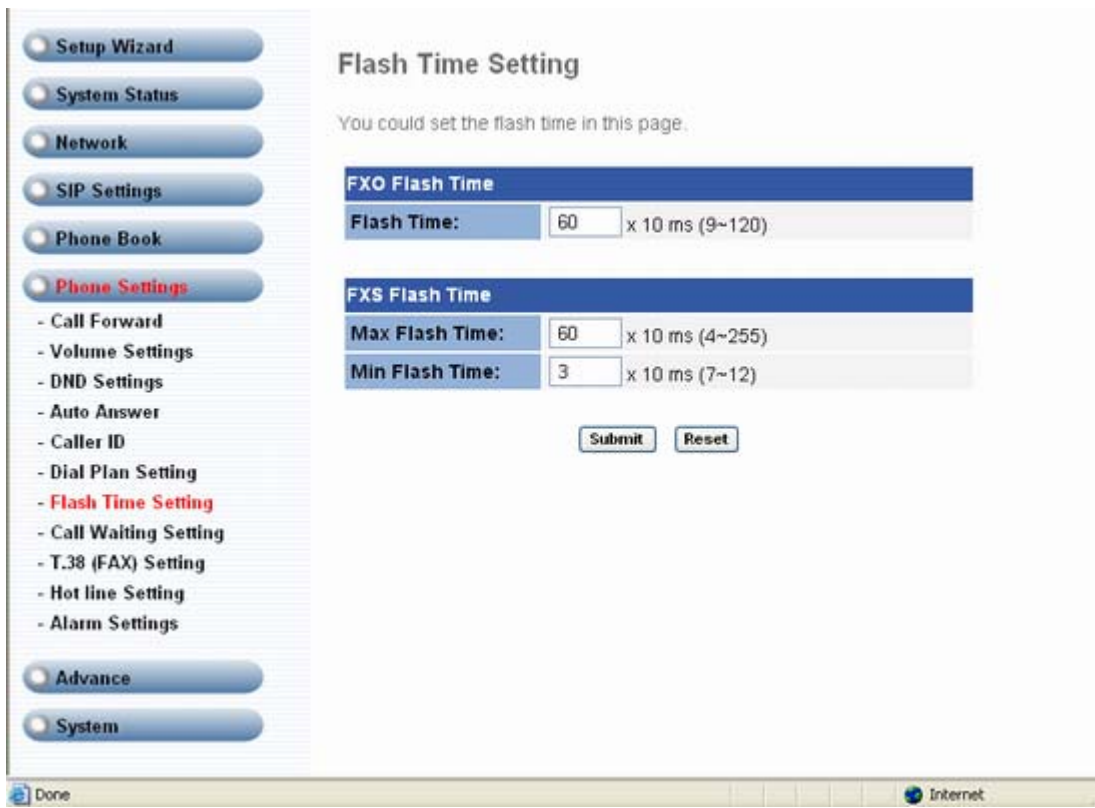 Setup Wizard
System Status
Network
SIP Settings
Phone Book
Phone Settings
- Call Forward
- Volume Settings
- DND Settings
- Auto Answer
- Caller ID
- Dial Plan Setting
- Flash Time Setting
- Call Waiting Setting
- T.38 (FAX) Setting
- Hot line Setting
- Alarm Settings
Advance
System
Flash Time Setting
You could set the flash time in this page.
FXO Flash Time
Flash Time: 60 x 10 ms (9~120)
FXS Flash Time
Max Flash Time: 60 x 10 ms (4~255)
Min Flash Time: 3 x 10 ms (7~12)
Submit Reset
Done Internet